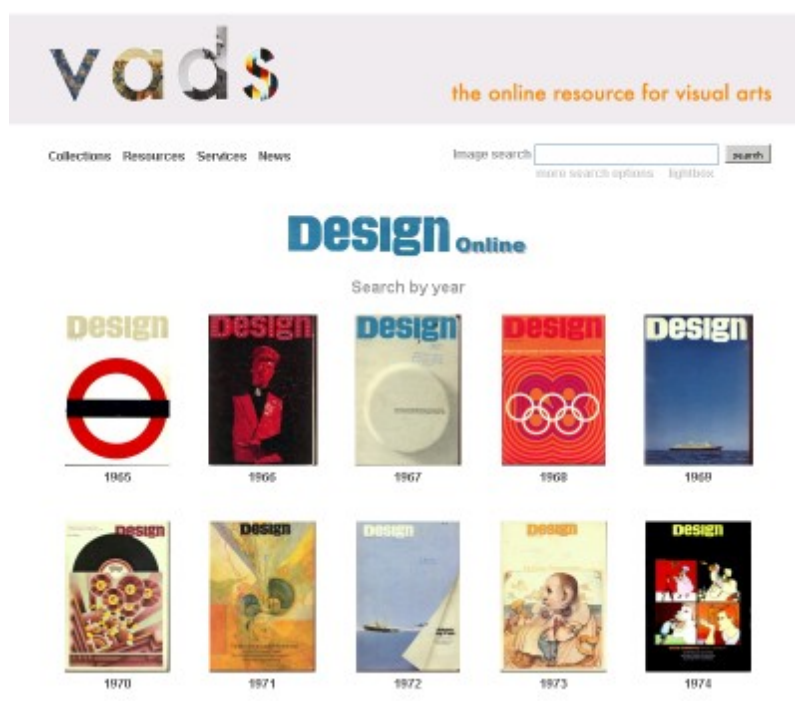 vads
the online resource for visual arts
Collections Resources Services News
Image search search
more search options lightbox
Design Online
Search by year
Design Design Design Design Design
1965 1966 1967 1968 1969
Design Design Design Design Design
1970 1971 1972 1973 1974